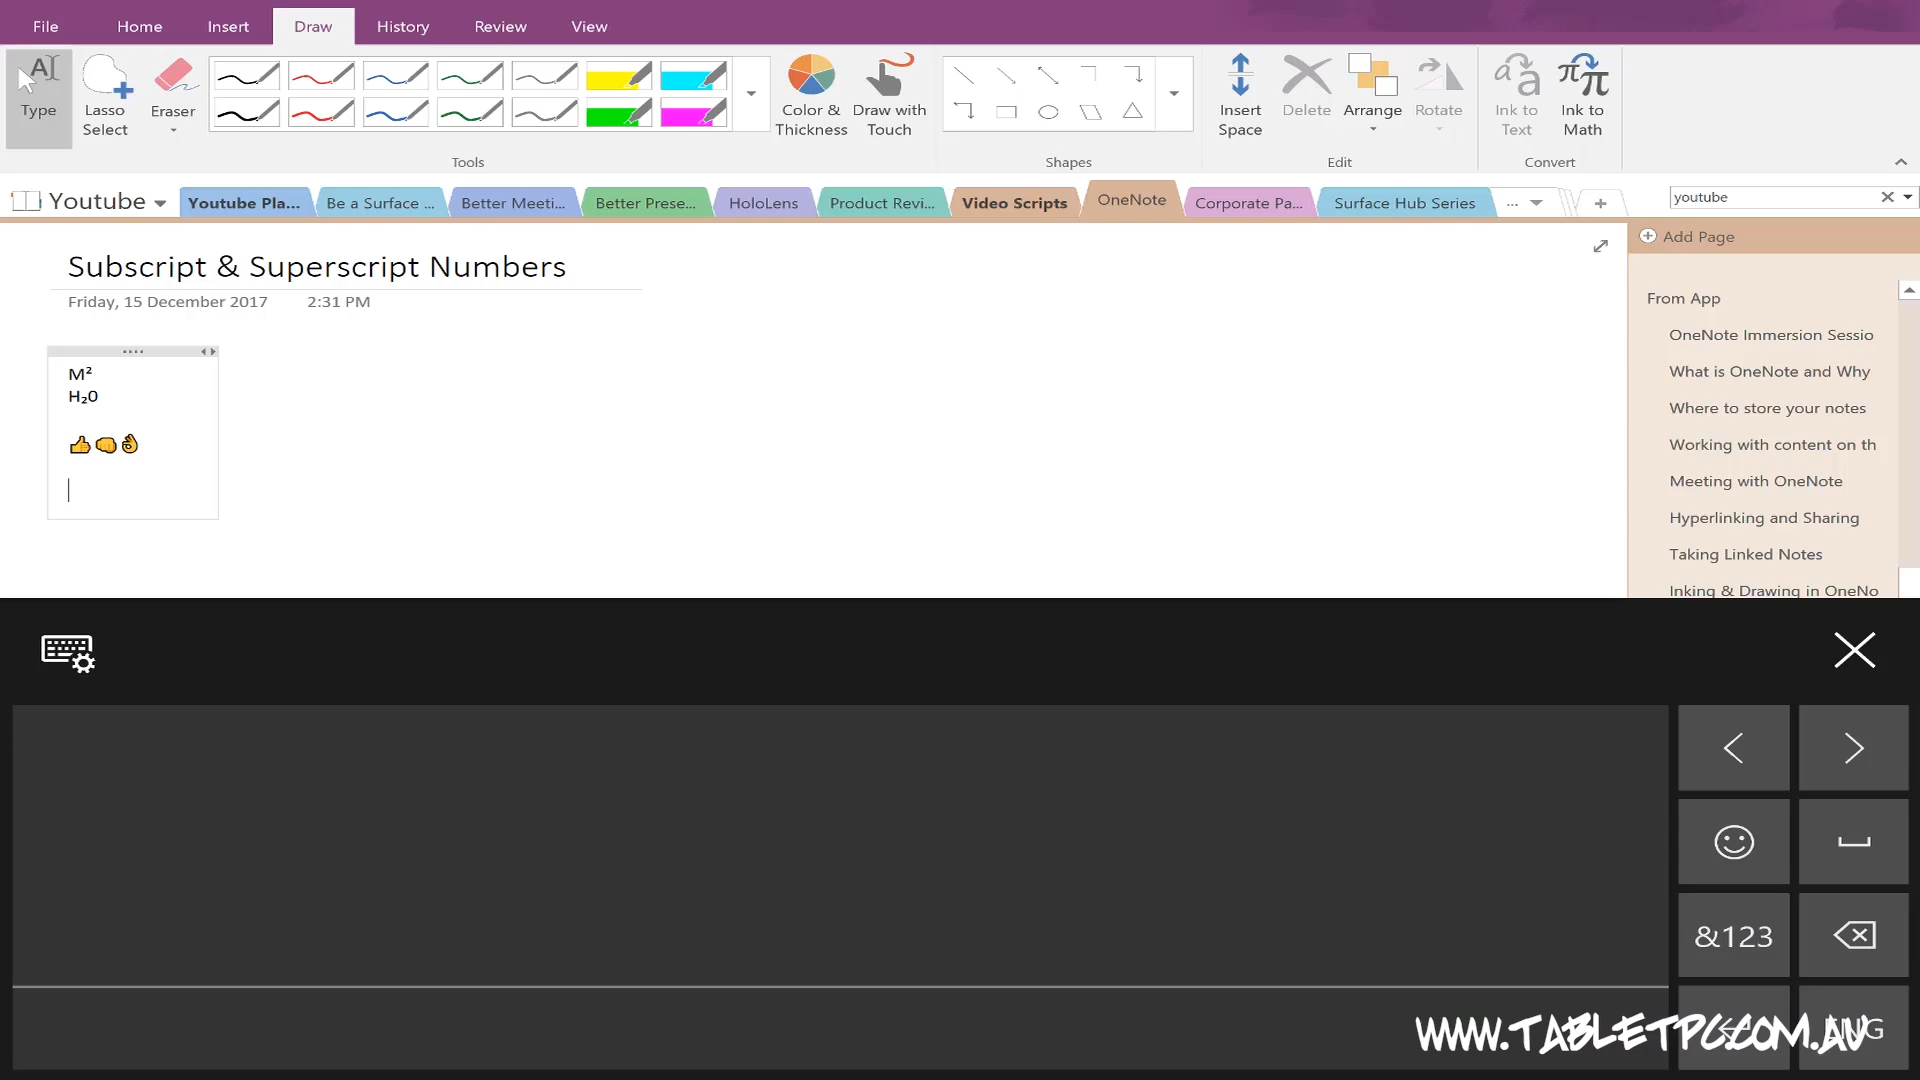 File Home Insert Draw History Review View
Type
Lasso Select
Eraser
Color & Thickness
Draw with Touch
Insert Space
Delete
Arrange
Rotate
Ink to Text
Ink to Math
Tools Shapes Edit Convert
Youtube Youtube Pla... Be a Surface ... Better Meeti... Better Prese... HoloLens Product Revi... Video Scripts OneNote Corporate Pa... Surface Hub Series ... youtube
Add Page
Subscript & Superscript Numbers
Friday, 15 December 2017 2:31 PM
M²
H₂0
👍👊👌
From App
OneNote Immersion Sessio
What is OneNote and Why
Where to store your notes
Working with content on th
Meeting with OneNote
Hyperlinking and Sharing
Taking Linked Notes
Inking & Drawing in OneNo
&123
ENG
WWW.TABLETPC.COM.AU